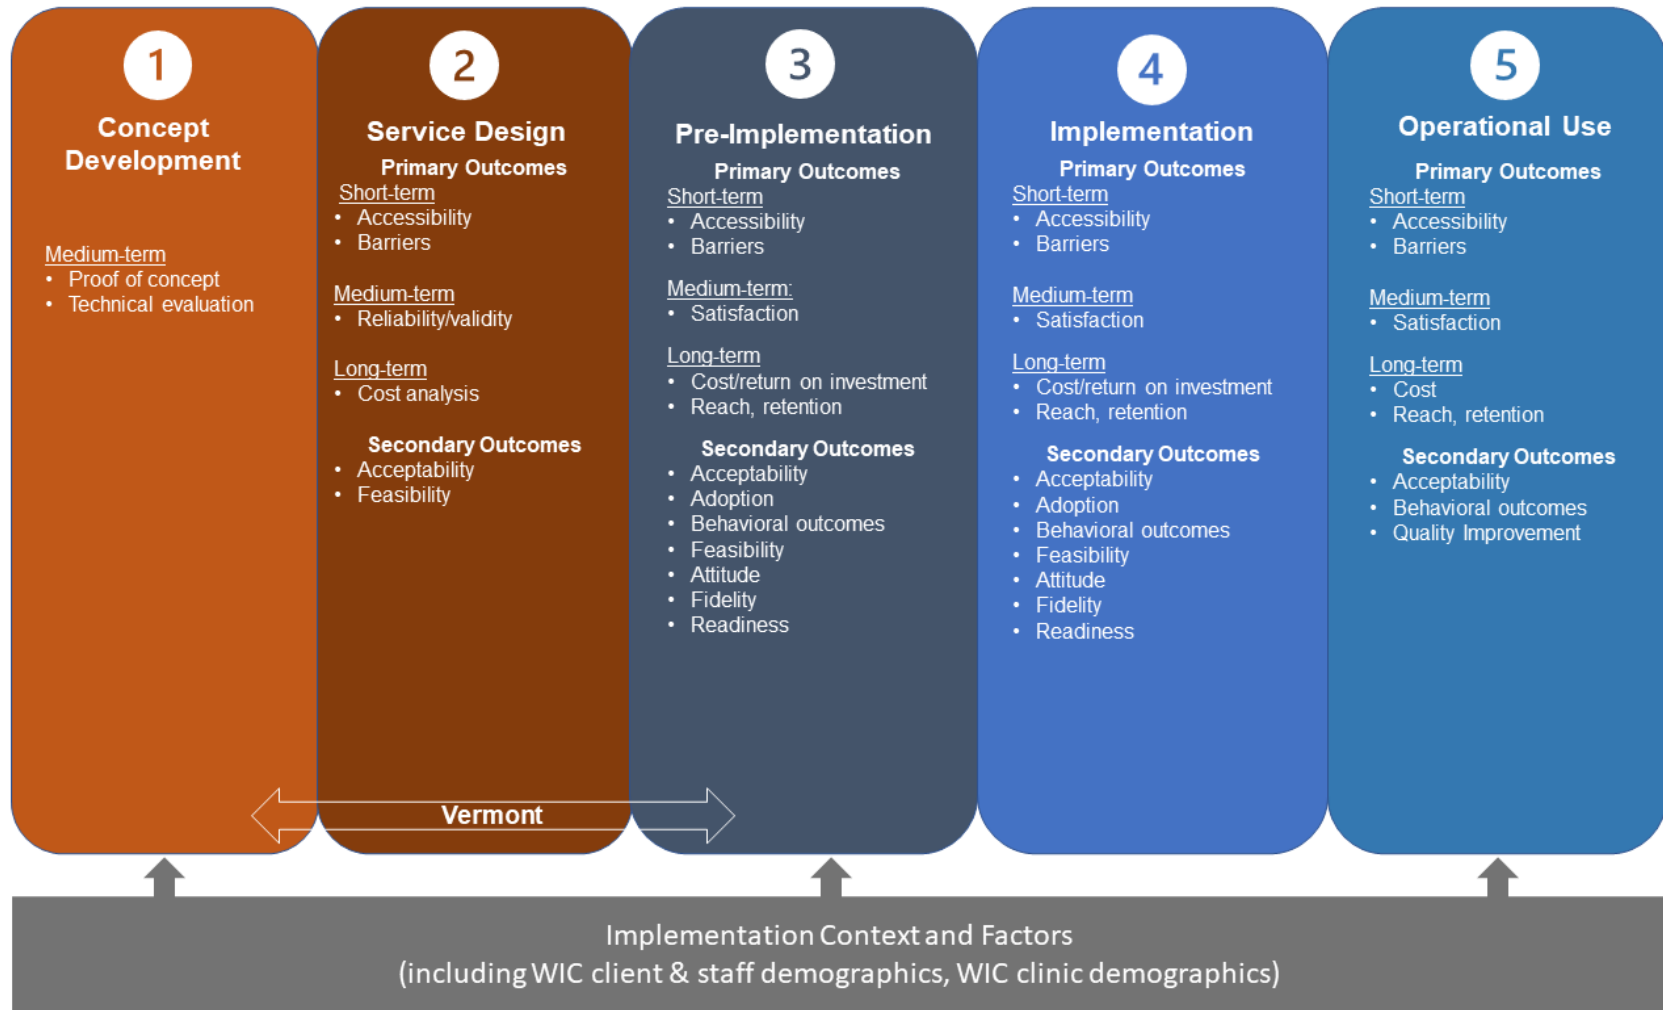 1
Concept
Development
Medium-term
• Proof of concept
• Technical evaluation
2
Service Design
Primary Outcomes
Short-term
• Accessibility
• Barriers
Medium-term
• Reliability/validity
Long-term
• Cost analysis
Secondary Outcomes
• Acceptability
• Feasibility
3
Pre-Implementation
Primary Outcomes
Short-term
• Accessibility
• Barriers
Medium-term:
• Satisfaction
Long-term
• Cost/return on investment
• Reach, retention
Secondary Outcomes
• Acceptability
• Adoption
• Behavioral outcomes
• Feasibility
• Attitude
• Fidelity
• Readiness
4
Implementation
Primary Outcomes
Short-term
• Accessibility
• Barriers
Medium-term
• Satisfaction
Long-term
• Cost/return on investment
• Reach, retention
Secondary Outcomes
• Acceptability
• Adoption
• Behavioral outcomes
• Feasibility
• Attitude
• Fidelity
• Readiness
5
Operational Use
Primary Outcomes
Short-term
• Accessibility
• Barriers
Medium-term
• Satisfaction
Long-term
• Cost
• Reach, retention
Secondary Outcomes
• Acceptability
• Behavioral outcomes
• Quality Improvement
Vermont
Implementation Context and Factors
(including WIC client & staff demographics, WIC clinic demographics)